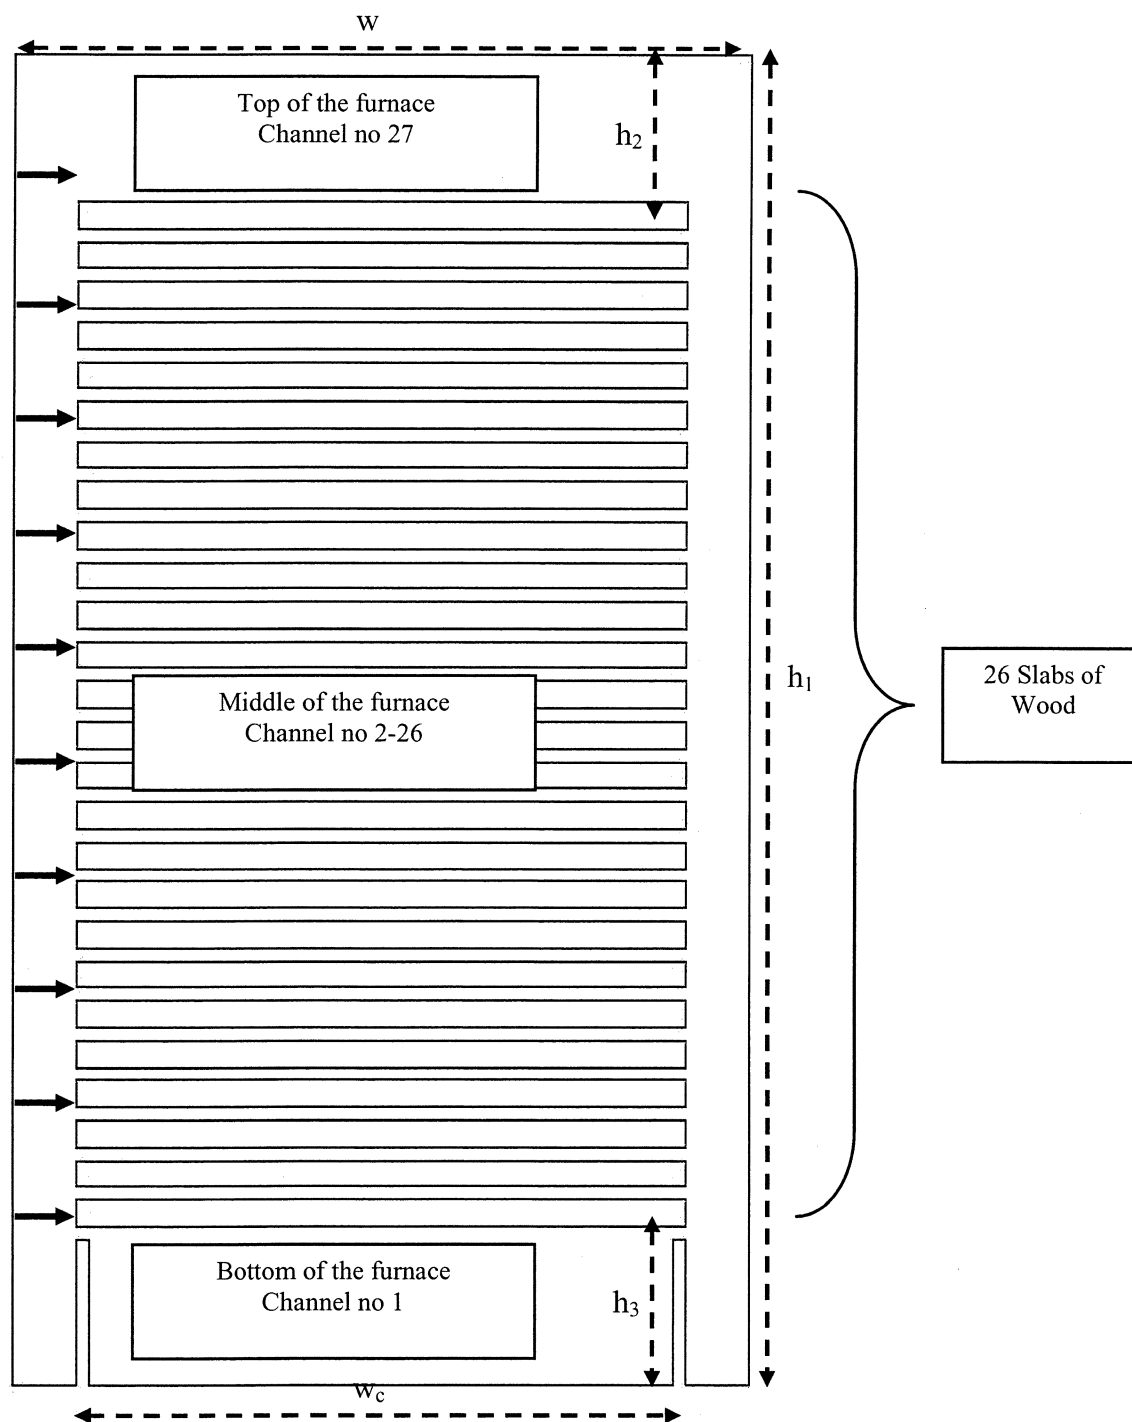 w
Top of the furnace
Channel no 27
h₂
Middle of the furnace
Channel no 2-26
h₁
26 Slabs of
Wood
Bottom of the furnace
Channel no 1
h₃
w꜀